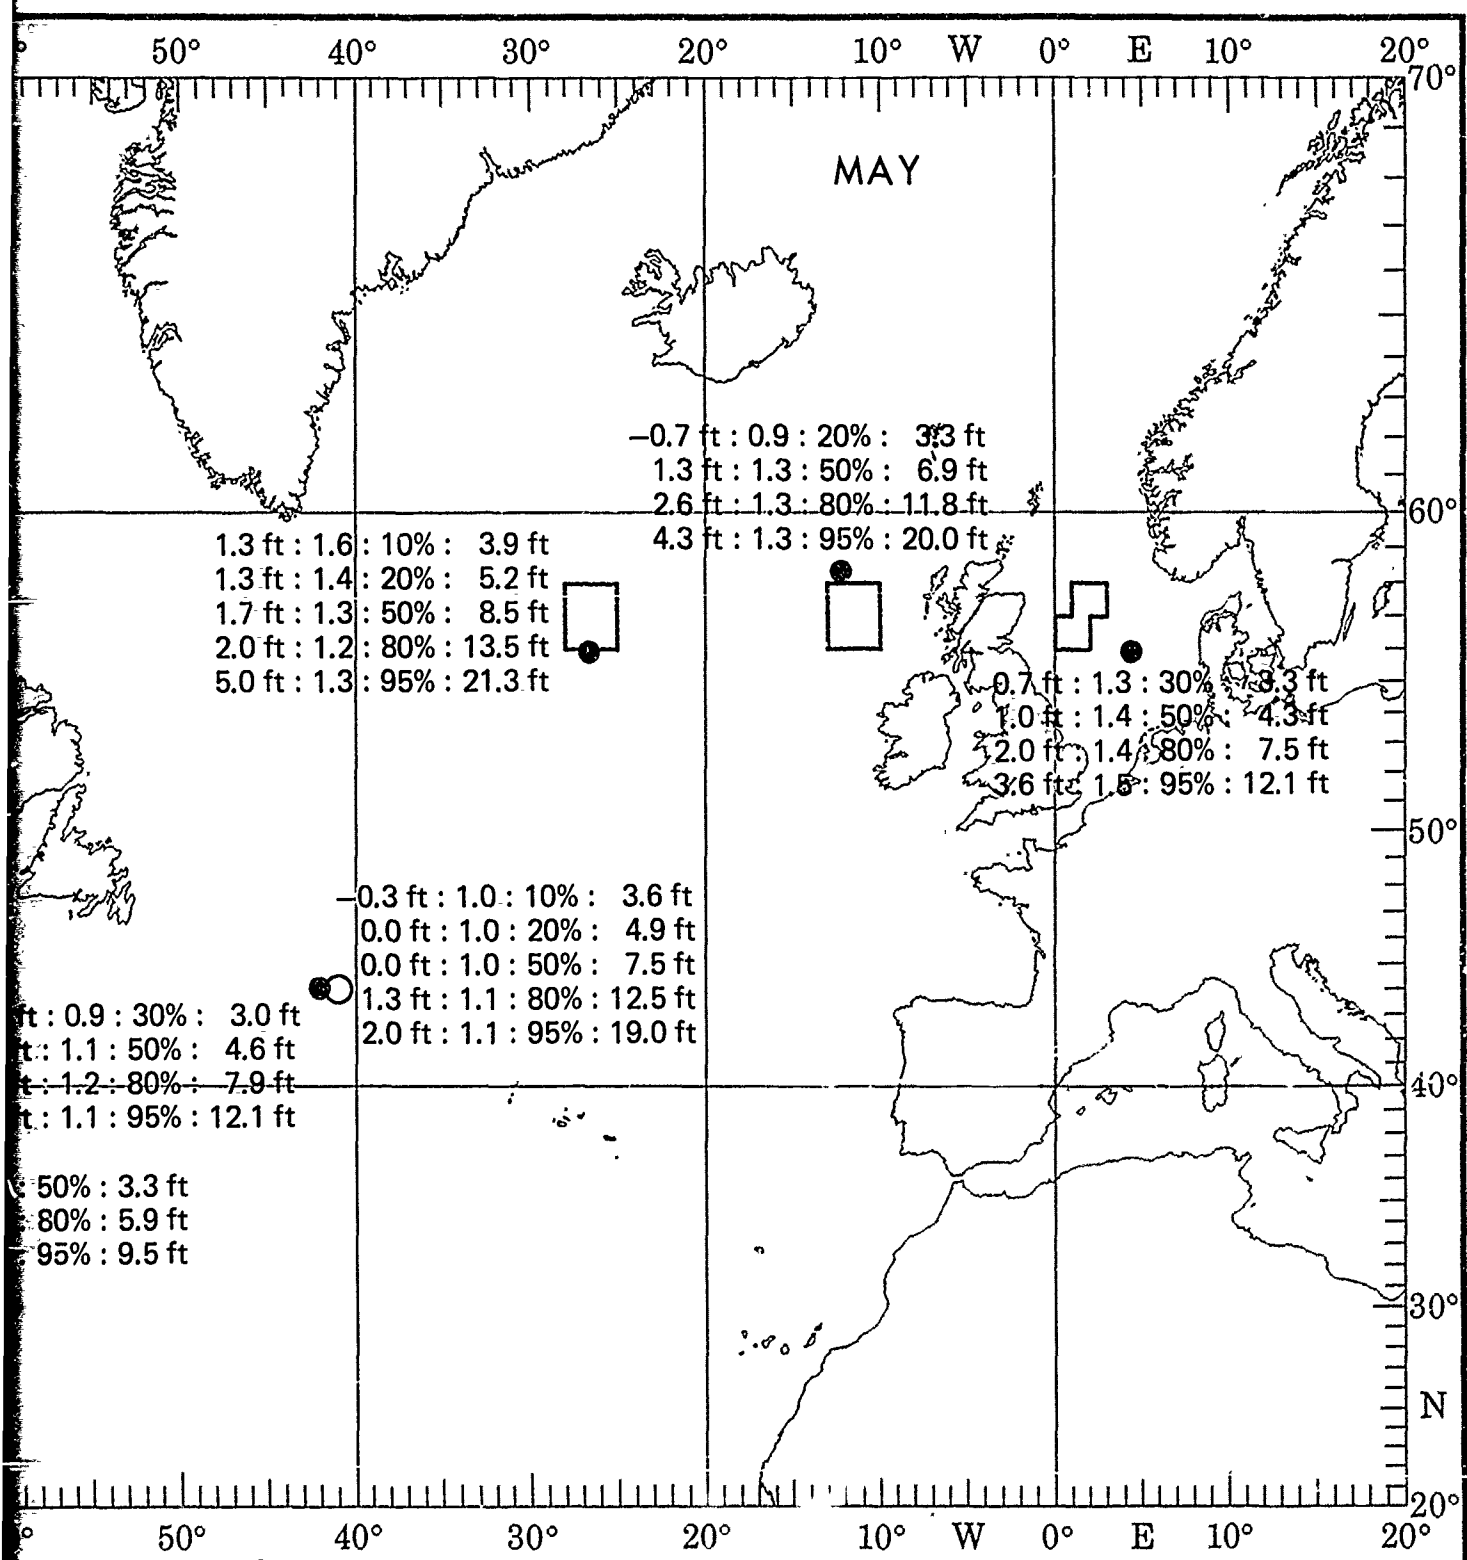 50° 40° 30° 20° 10° W 0° E 10° 20°
70°
MAY
−0.7 ft : 0.9 : 20% : 3.3 ft
1.3 ft : 1.3 : 50% : 6.9 ft
2.6 ft : 1.3 : 80% : 11.8 ft
60°
4.3 ft : 1.3 : 95% : 20.0 ft
1.3 ft : 1.6 : 10% : 3.9 ft
1.3 ft : 1.4 : 20% : 5.2 ft
1.7 ft : 1.3 : 50% : 8.5 ft
2.0 ft : 1.2 : 80% : 13.5 ft
5.0 ft : 1.3 : 95% : 21.3 ft
0.7 ft : 1.3 : 30% : 3.3 ft
1.0 ft : 1.4 : 50% : 4.3 ft
2.0 ft : 1.4 : 80% : 7.5 ft
3.6 ft : 1.5 : 95% : 12.1 ft
50°
−0.3 ft : 1.0 : 10% : 3.6 ft
0.0 ft : 1.0 : 20% : 4.9 ft
0.0 ft : 1.0 : 50% : 7.5 ft
1.3 ft : 1.1 : 80% : 12.5 ft
2.0 ft : 1.1 : 95% : 19.0 ft
ft : 0.9 : 30% : 3.0 ft
t : 1.1 : 50% : 4.6 ft
t : 1.2 : 80% : 7.9 ft
t : 1.1 : 95% : 12.1 ft
40°
: 50% : 3.3 ft
: 80% : 5.9 ft
: 95% : 9.5 ft
30°
N
20°
50° 40° 30° 20° 10° W 0° E 10° 20°